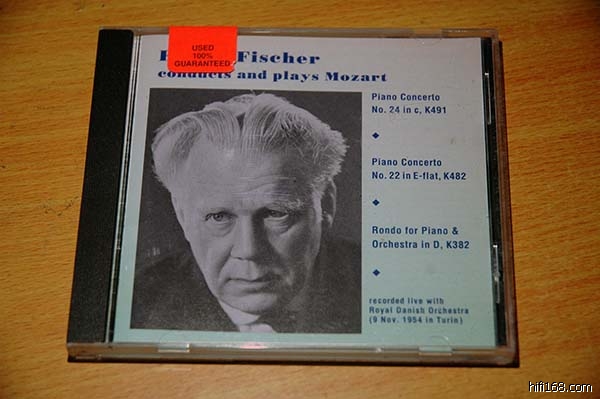 USED
100%
GUARANTEED
Fischer
conducts and plays Mozart
Piano Concerto
No. 24 in c, K491
Piano Concerto
No. 22 in E-flat, K482
Rondo for Piano &
Orchestra in D, K382
recorded live with
Royal Danish Orchestra
(9 Nov. 1954 in Turin)
hifi168.com